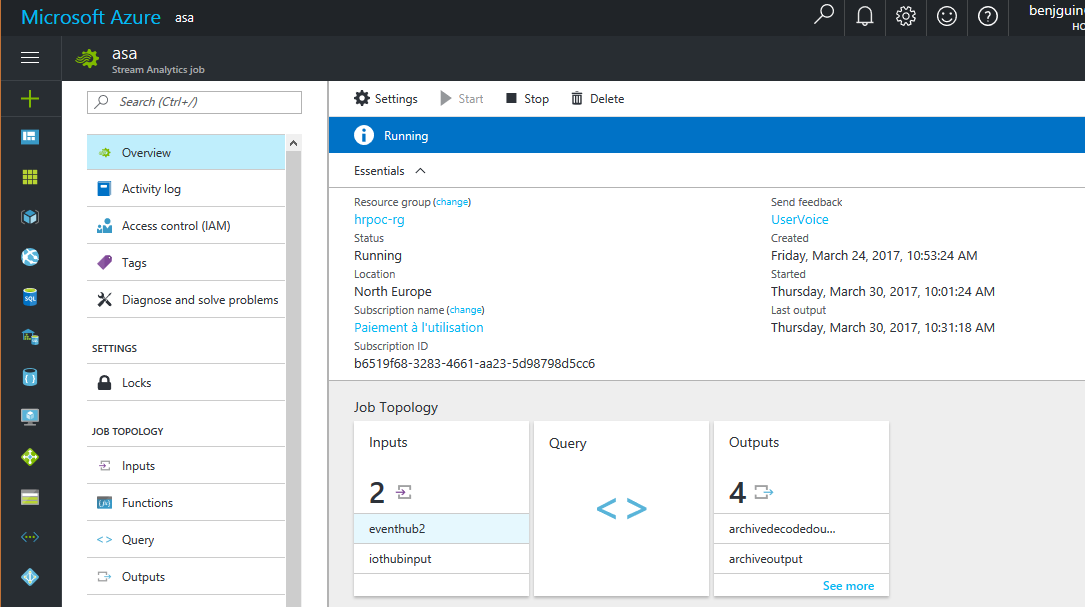 Microsoft Azure asa
benjguin
HO
asa
Stream Analytics job
Search (Ctrl+/)
Overview
Activity log
Access control (IAM)
Tags
Diagnose and solve problems
SETTINGS
Locks
JOB TOPOLOGY
Inputs
Functions
Query
Outputs
Settings Start Stop Delete
Running
Essentials
Resource group (change)
hrpoc-rg
Status
Running
Location
North Europe
Subscription name (change)
Paiement à l'utilisation
Subscription ID
b6519f68-3283-4661-aa23-5d98798d5cc6
Send feedback
UserVoice
Created
Friday, March 24, 2017, 10:53:24 AM
Started
Thursday, March 30, 2017, 10:01:24 AM
Last output
Thursday, March 30, 2017, 10:31:18 AM
Job Topology
Inputs
2
eventhub2
iothubinput
Query
< >
Outputs
4
archivedecodedou...
archiveoutput
See more